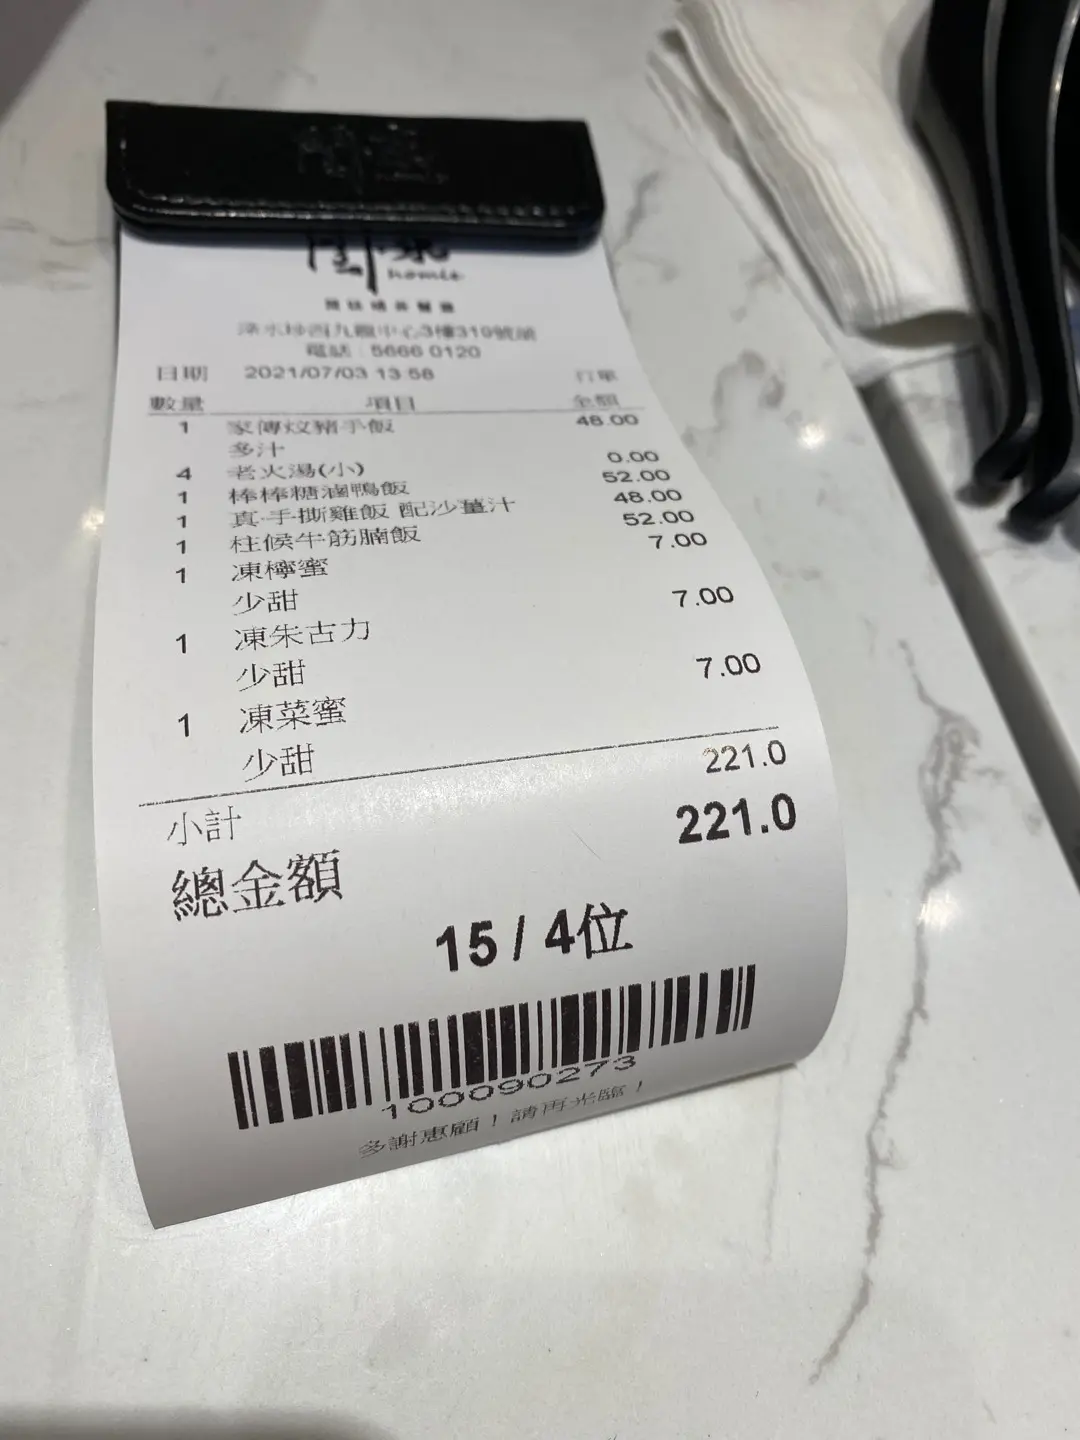 homie
深水埗西九龍中心3樓319號舖
電話 : 5666 0120
日期 2021/07/03 13:58
數量 項目 金額
1 家傳炆豬手飯 48.00
多汁
4 老火湯(小) 0.00
1 棒棒糖滷鴨飯 52.00
1 真·手撕雞飯 配沙薑汁 48.00
1 柱侯牛筋腩飯 52.00
1 凍檸蜜 7.00
少甜
1 凍朱古力 7.00
少甜
1 凍菜蜜 7.00
少甜
小計 221.0
總金額 221.0
15 / 4位
100090273
多謝惠顧！請再光臨！